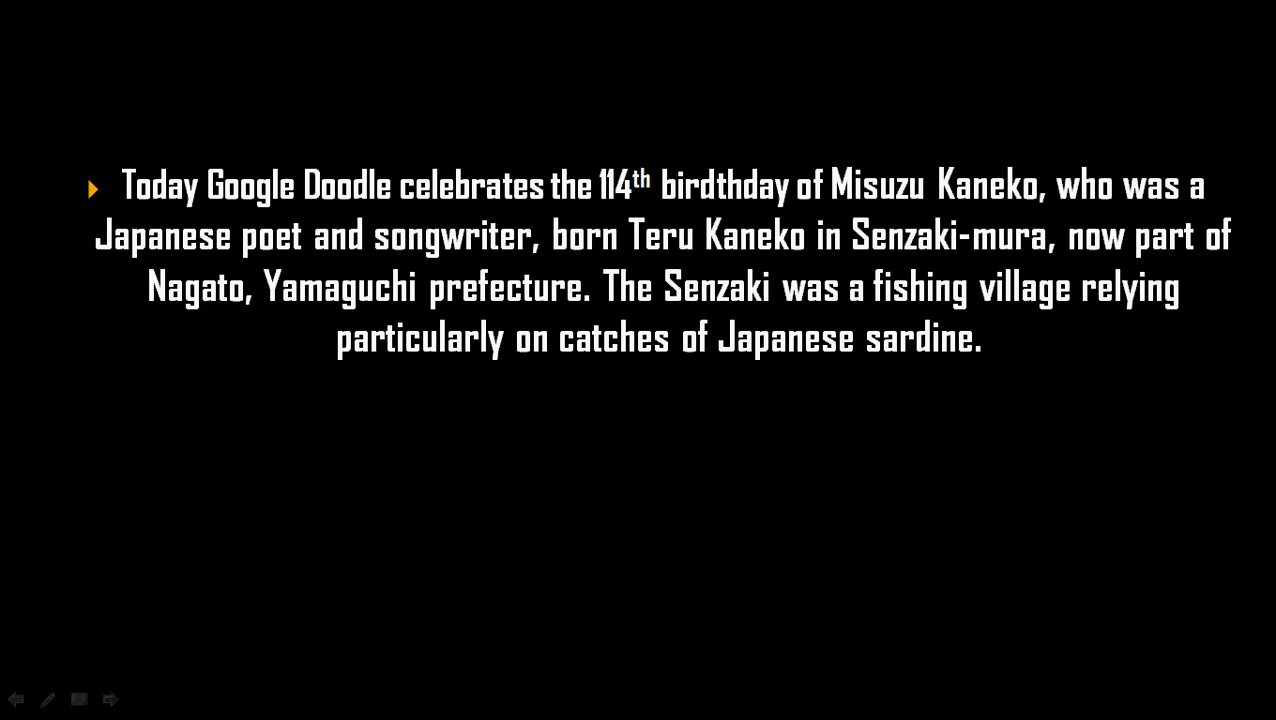 Today Google Doodle celebrates the 114th birdthday of Misuzu Kaneko, who was a
Japanese poet and songwriter, born Teru Kaneko in Senzaki-mura, now part of
Nagato, Yamaguchi prefecture. The Senzaki was a fishing village relying
particularly on catches of Japanese sardine.